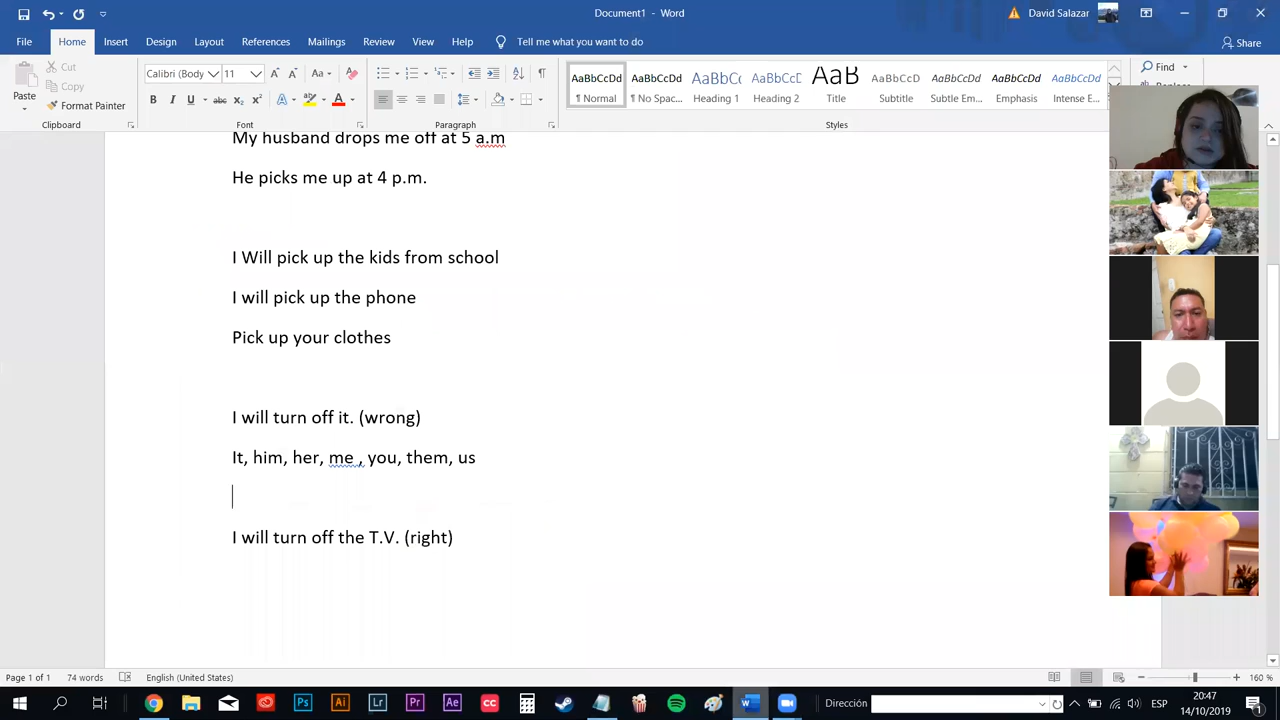 Document1 - Word
David Salazar
File Home Insert Design Layout References Mailings Review View Help Tell me what you want to do
Share
Paste
Cut
Copy
Format Painter
Clipboard
Calibri (Body 11
Font
Paragraph
AaBbCcDd AaBbCcDd AaBbCc AaBbCcC AaB AaBbCcD AaBbCcDd AaBbCcDd AaBbCcDd
¶ Normal ¶ No Spac... Heading 1 Heading 2 Title Subtitle Subtle Em... Emphasis Intense E...
Styles
Find
My husband drops me off at 5 a.m
He picks me up at 4 p.m.
I Will pick up the kids from school
I will pick up the phone
Pick up your clothes
I will turn off it. (wrong)
It, him, her, me , you, them, us
I will turn off the T.V. (right)
Page 1 of 1 74 words English (United States)
160 %
Dirección
ESP
20:47
14/10/2019